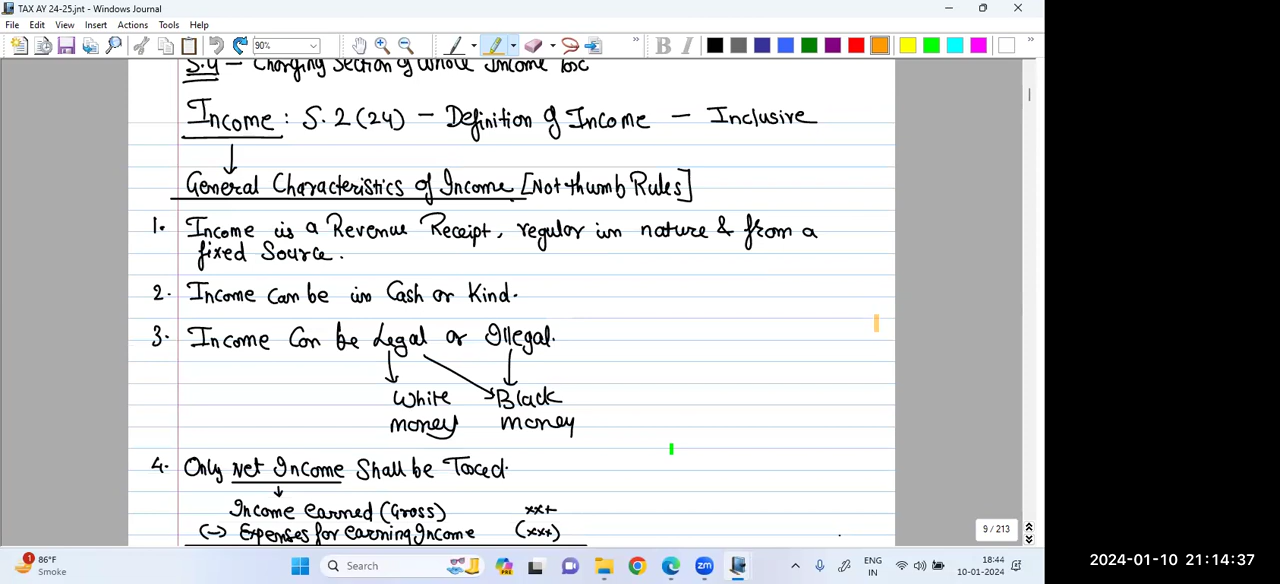 TAX AY 24-25.jnt - Windows Journal
File Edit View Insert Actions Tools Help
90%
B I
S.4 - Charging Section of Whole Income Tax
Income : S. 2(24) - Definition of Income - Inclusive
General Characteristics of Income [Not thumb Rules]
1. Income is a Revenue Receipt, regular in nature & from a
fixed Source.
2. Income can be in Cash or Kind.
3. Income Can be Legal or Illegal.
White Black
money money
4. Only net Income Shall be Taxed.
Income earned (Gross) xxx
(-) Expenses for earning Income (xxx)
9 / 213
1
86°F
Smoke
Search
ENG
IN
18:44
10-01-2024
2024-01-10 21:14:37